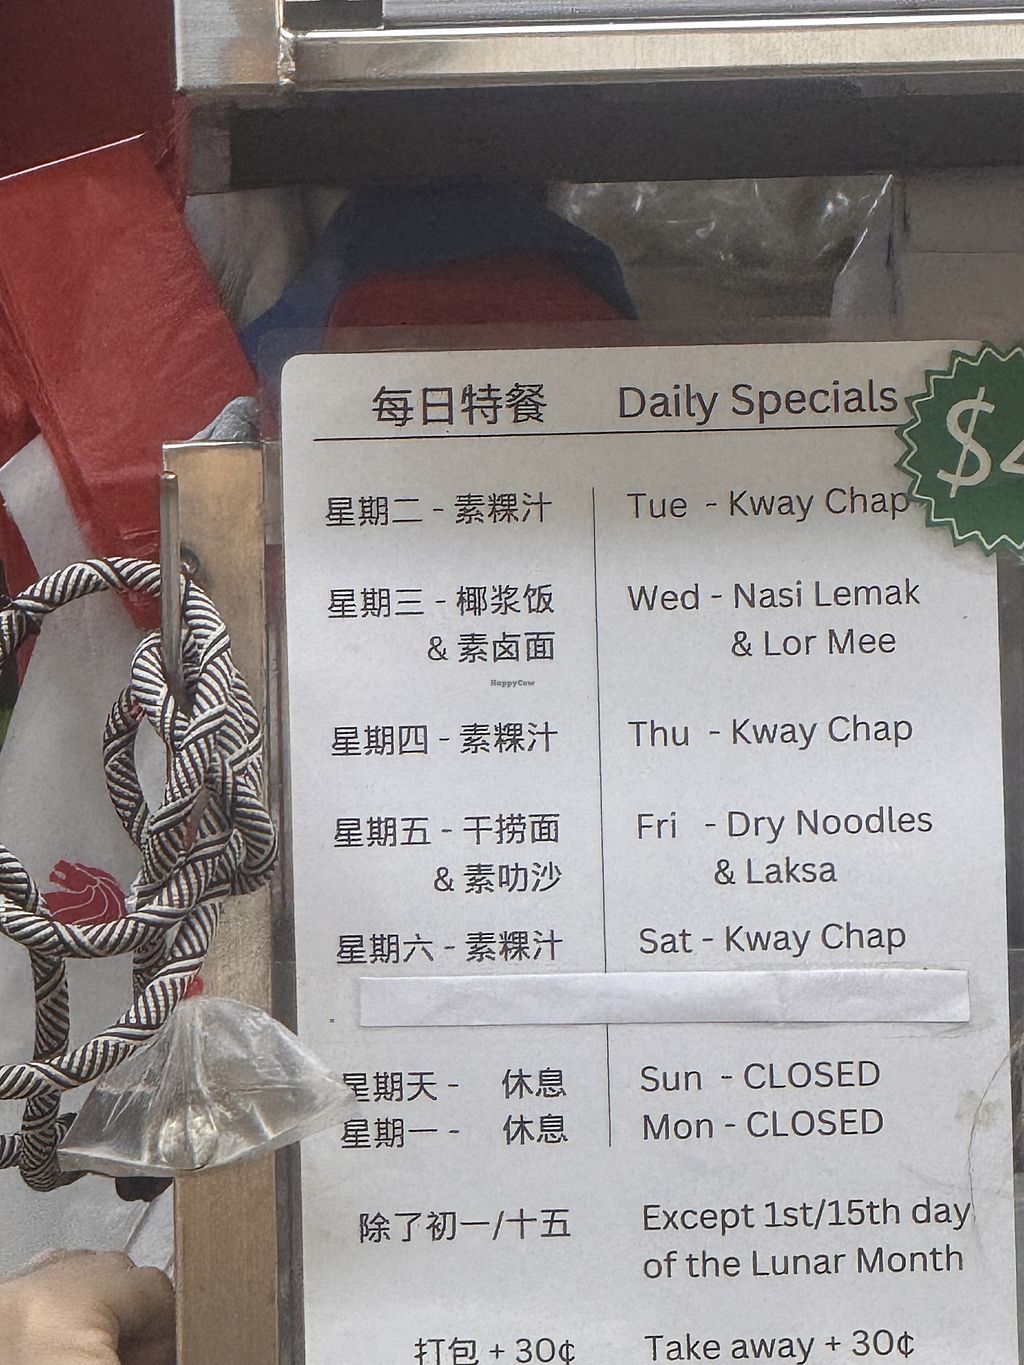 每日特餐 Daily Specials
$
星期二 - 素粿汁 Tue - Kway Chap
星期三 - 椰浆饭 Wed - Nasi Lemak
& 素卤面 & Lor Mee
HappyCow
星期四 - 素粿汁 Thu - Kway Chap
星期五 - 干捞面 Fri - Dry Noodles
& 素叻沙 & Laksa
星期六 - 素粿汁 Sat - Kway Chap
星期天 - 休息 Sun - CLOSED
星期一 - 休息 Mon - CLOSED
除了初一/十五 Except 1st/15th day
of the Lunar Month
打包 + 30¢ Take away + 30¢